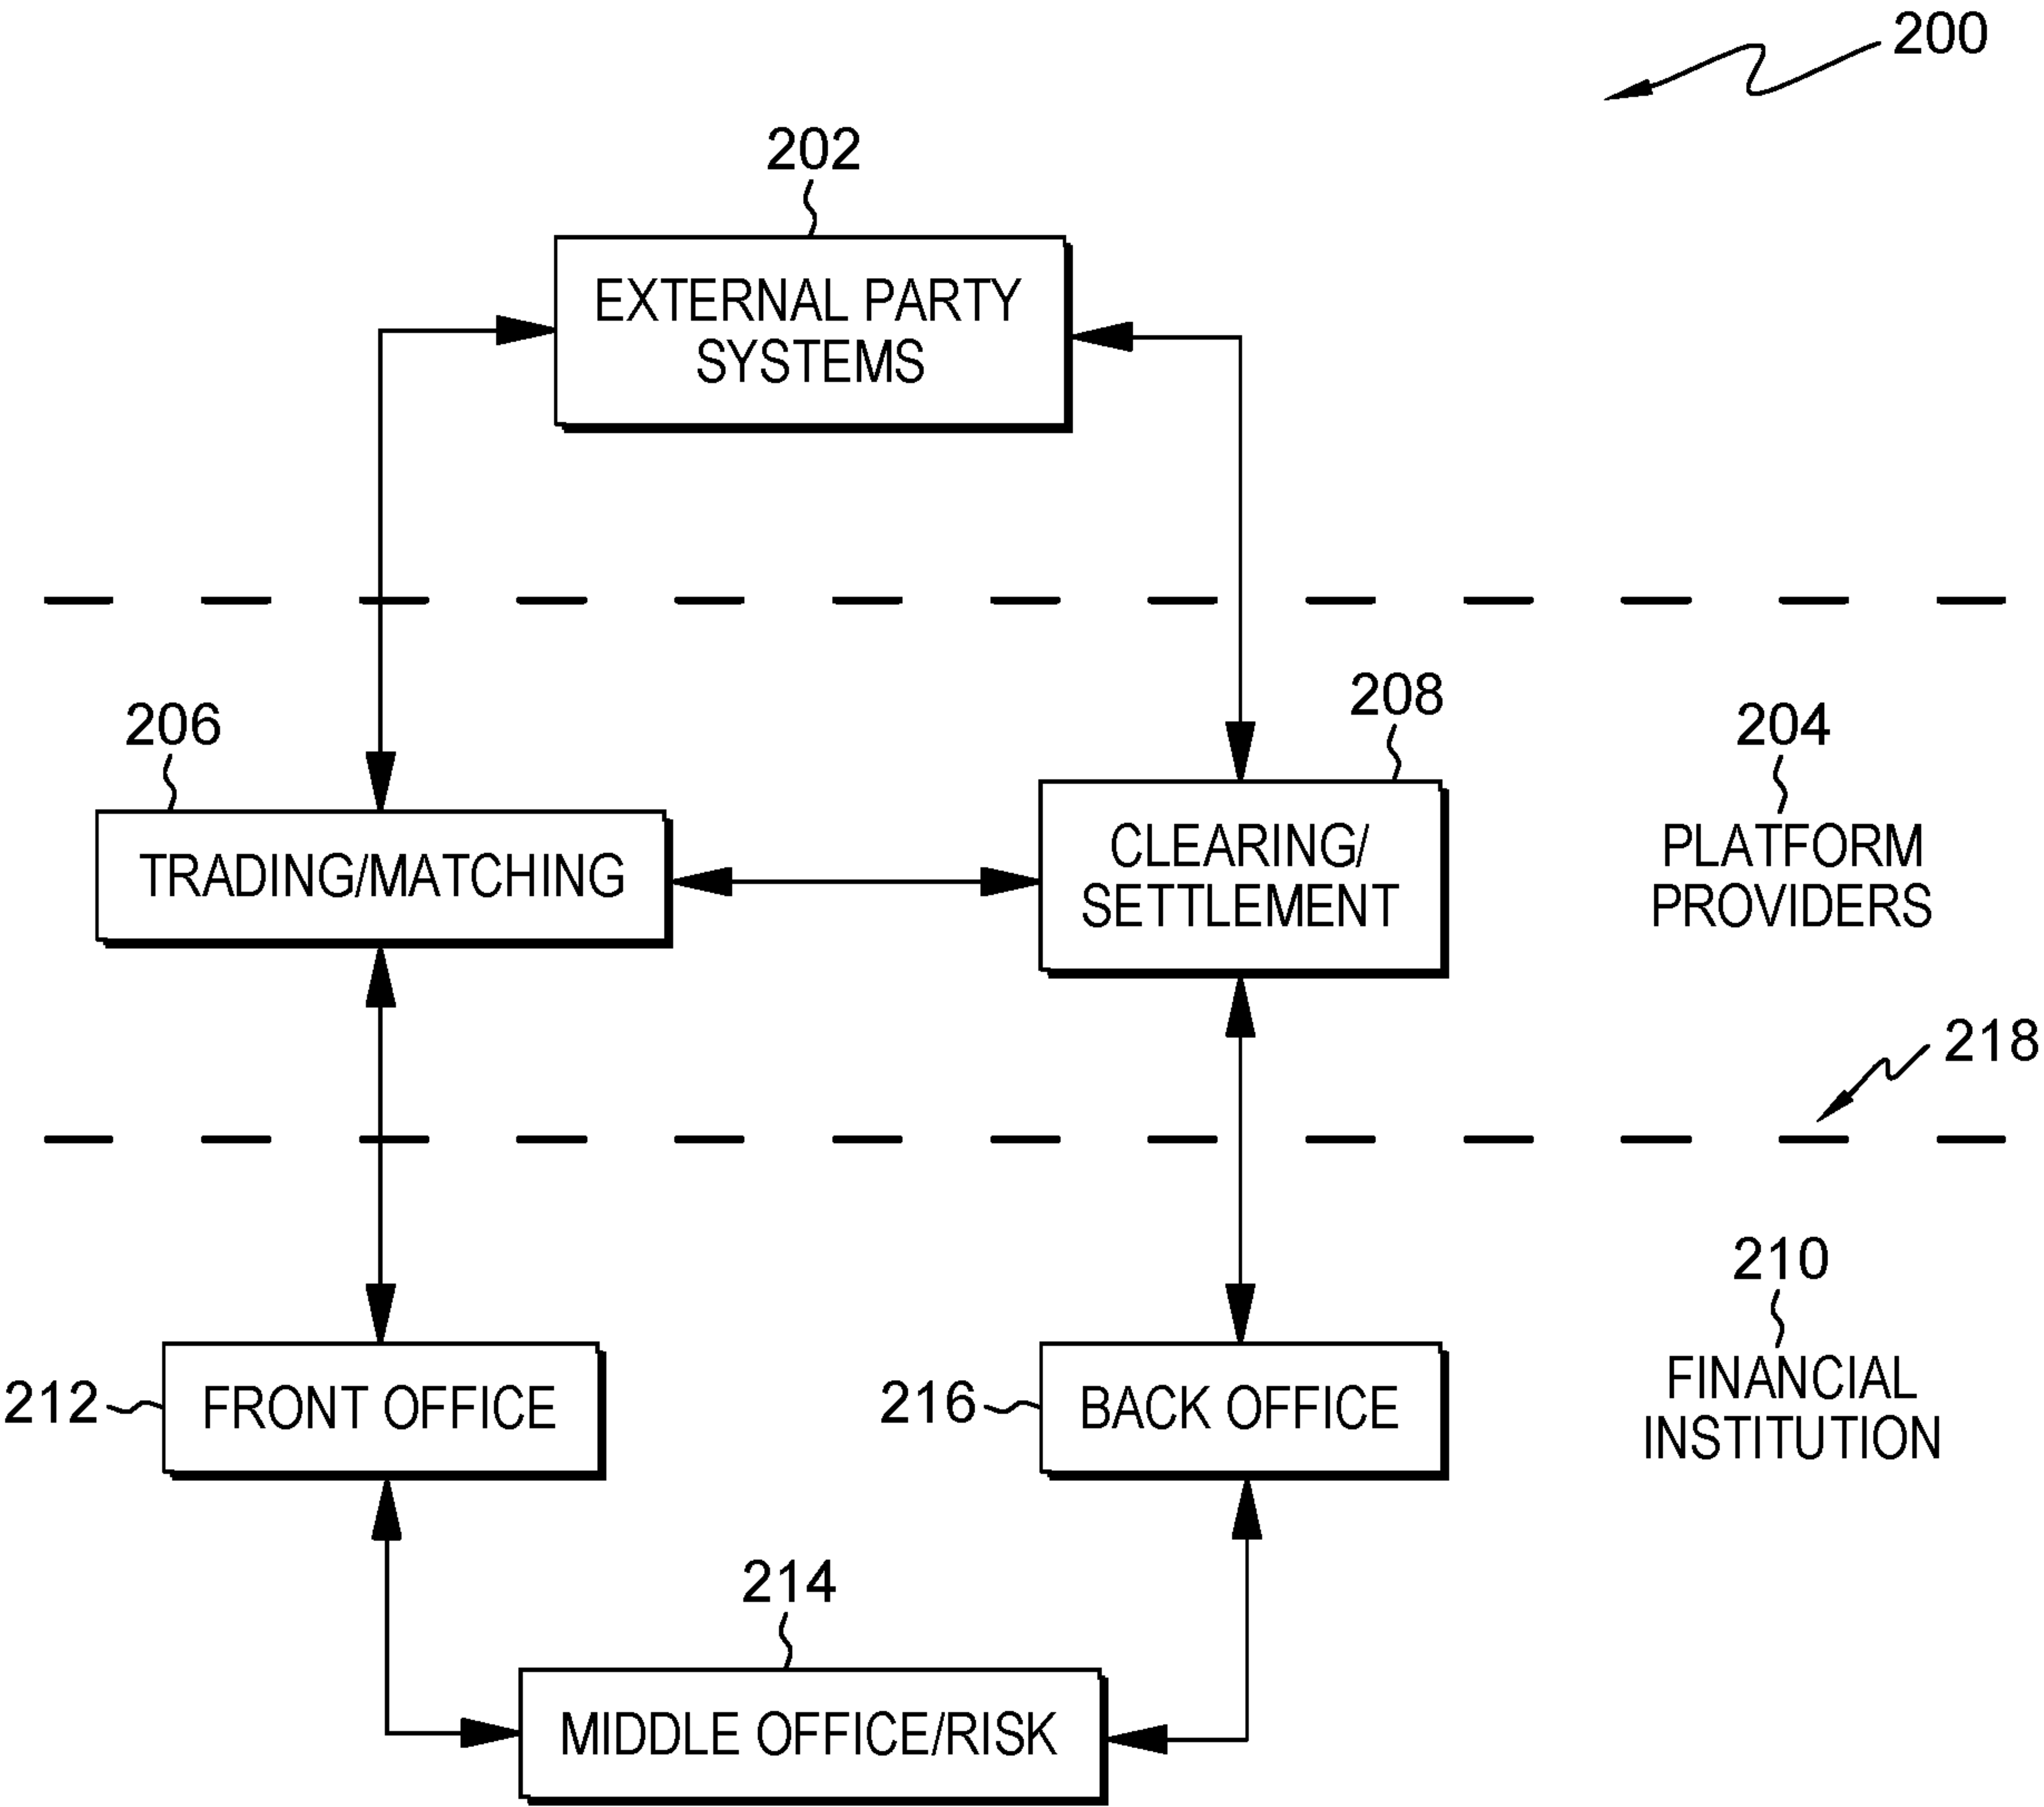 200
202
EXTERNAL PARTY
SYSTEMS
206
208
204
TRADING/MATCHING
CLEARING/
SETTLEMENT
PLATFORM
PROVIDERS
218
210
212
FRONT OFFICE
216
BACK OFFICE
FINANCIAL
INSTITUTION
214
MIDDLE OFFICE/RISK